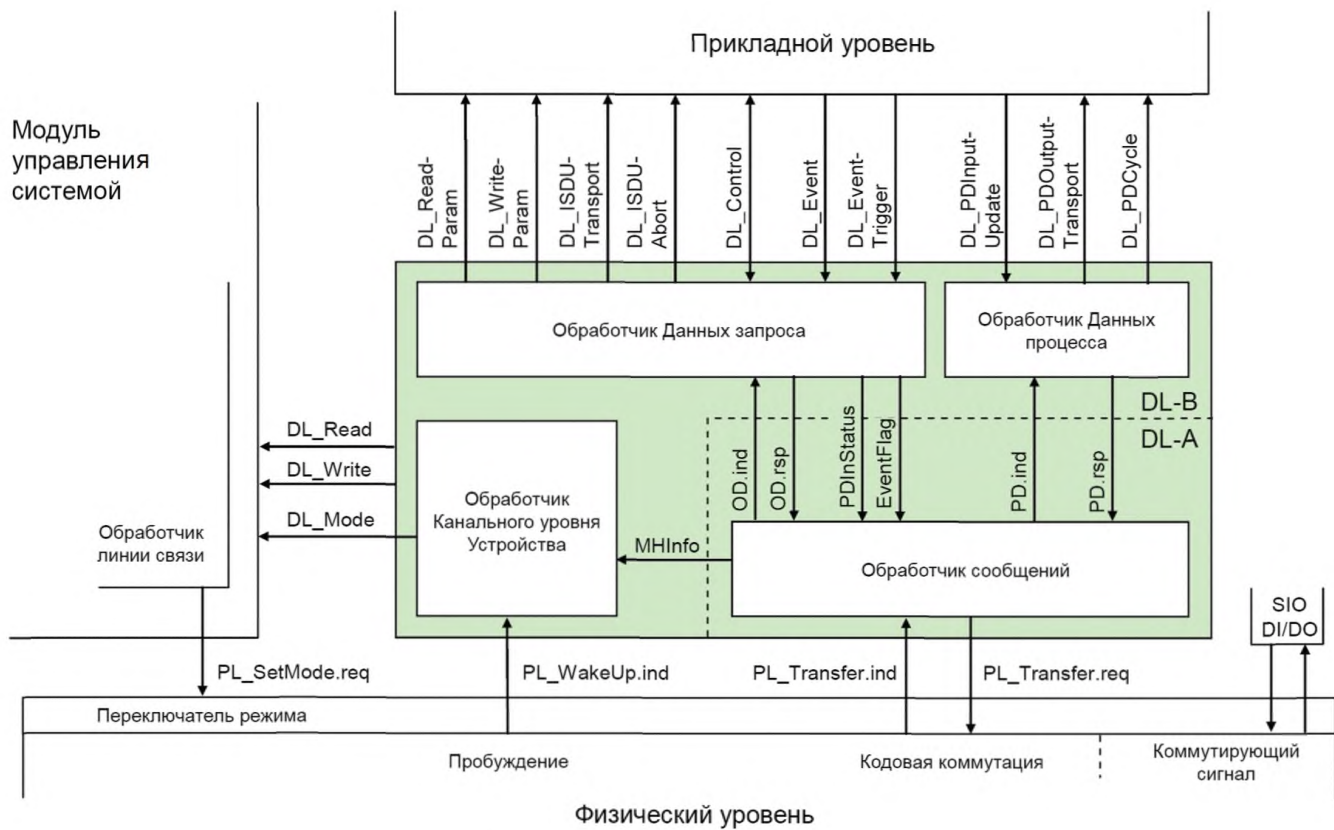 Прикладной уровень
Модуль
управления
системой
DL_Read-
Param
DL_Write-
Param
DL_ISDU-
Transport
DL_ISDU-
Abort
DL_Control
DL_Event
DL_Event-
Trigger
DL_PDInput-
Update
DL_PDOutput-
Transport
DL_PDCycle
Обработчик Данных запроса
Обработчик Данных
процесса
DL-B
DL-A
DL_Read
DL_Write
DL_Mode
OD.ind
OD.rsp
PDInStatus
EventFlag
PD.ind
PD.rsp
Обработчик
Канального уровня
Устройства
Обработчик
линии связи
MHInfo
Обработчик сообщений
SIO
DI/DO
PL_SetMode.req
PL_WakeUp.ind
PL_Transfer.ind
PL_Transfer.req
Переключатель режима
Пробуждение
Кодовая коммутация
Коммутирующий
сигнал
Физический уровень